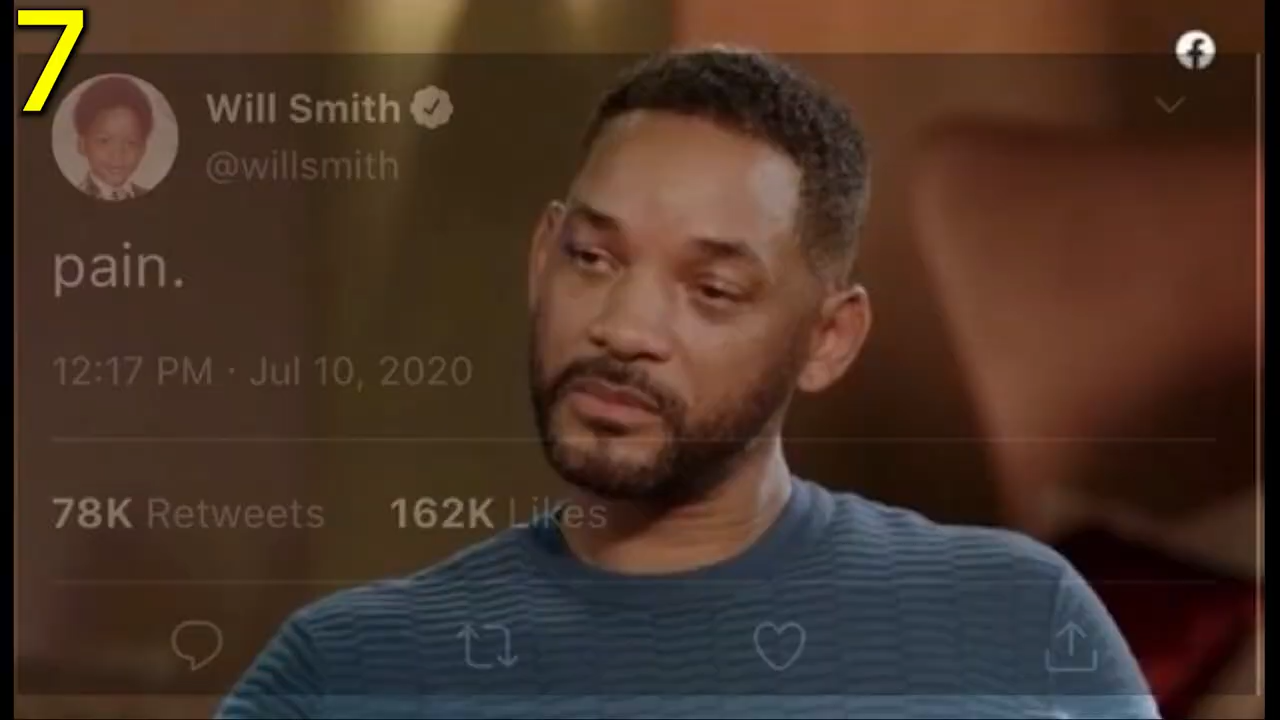 7
Will Smith
@willsmith
pain.
12:17 PM · Jul 10, 2020
78K Retweets 162K Likes